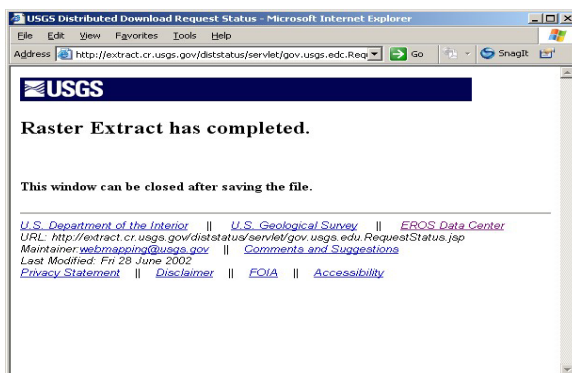 USGS Distributed Download Request Status - Microsoft Internet Explorer
File Edit View Favorites Tools Help
Address http://extract.cr.usgs.gov/diststatus/servlet/gov.usgs.edc.Req Go SnagIt
USGS
Raster Extract has completed.
This window can be closed after saving the file.
U.S. Department of the Interior || U.S. Geological Survey || EROS Data Center
URL: http://extract.cr.usgs.gov/diststatus/servlet/gov.usgs.edu.RequestStatus.jsp
Maintainer:webmapping@usgs.gov || Comments and Suggestions
Last Modified: Fri 28 June 2002
Privacy Statement || Disclaimer || FOIA || Accessibility